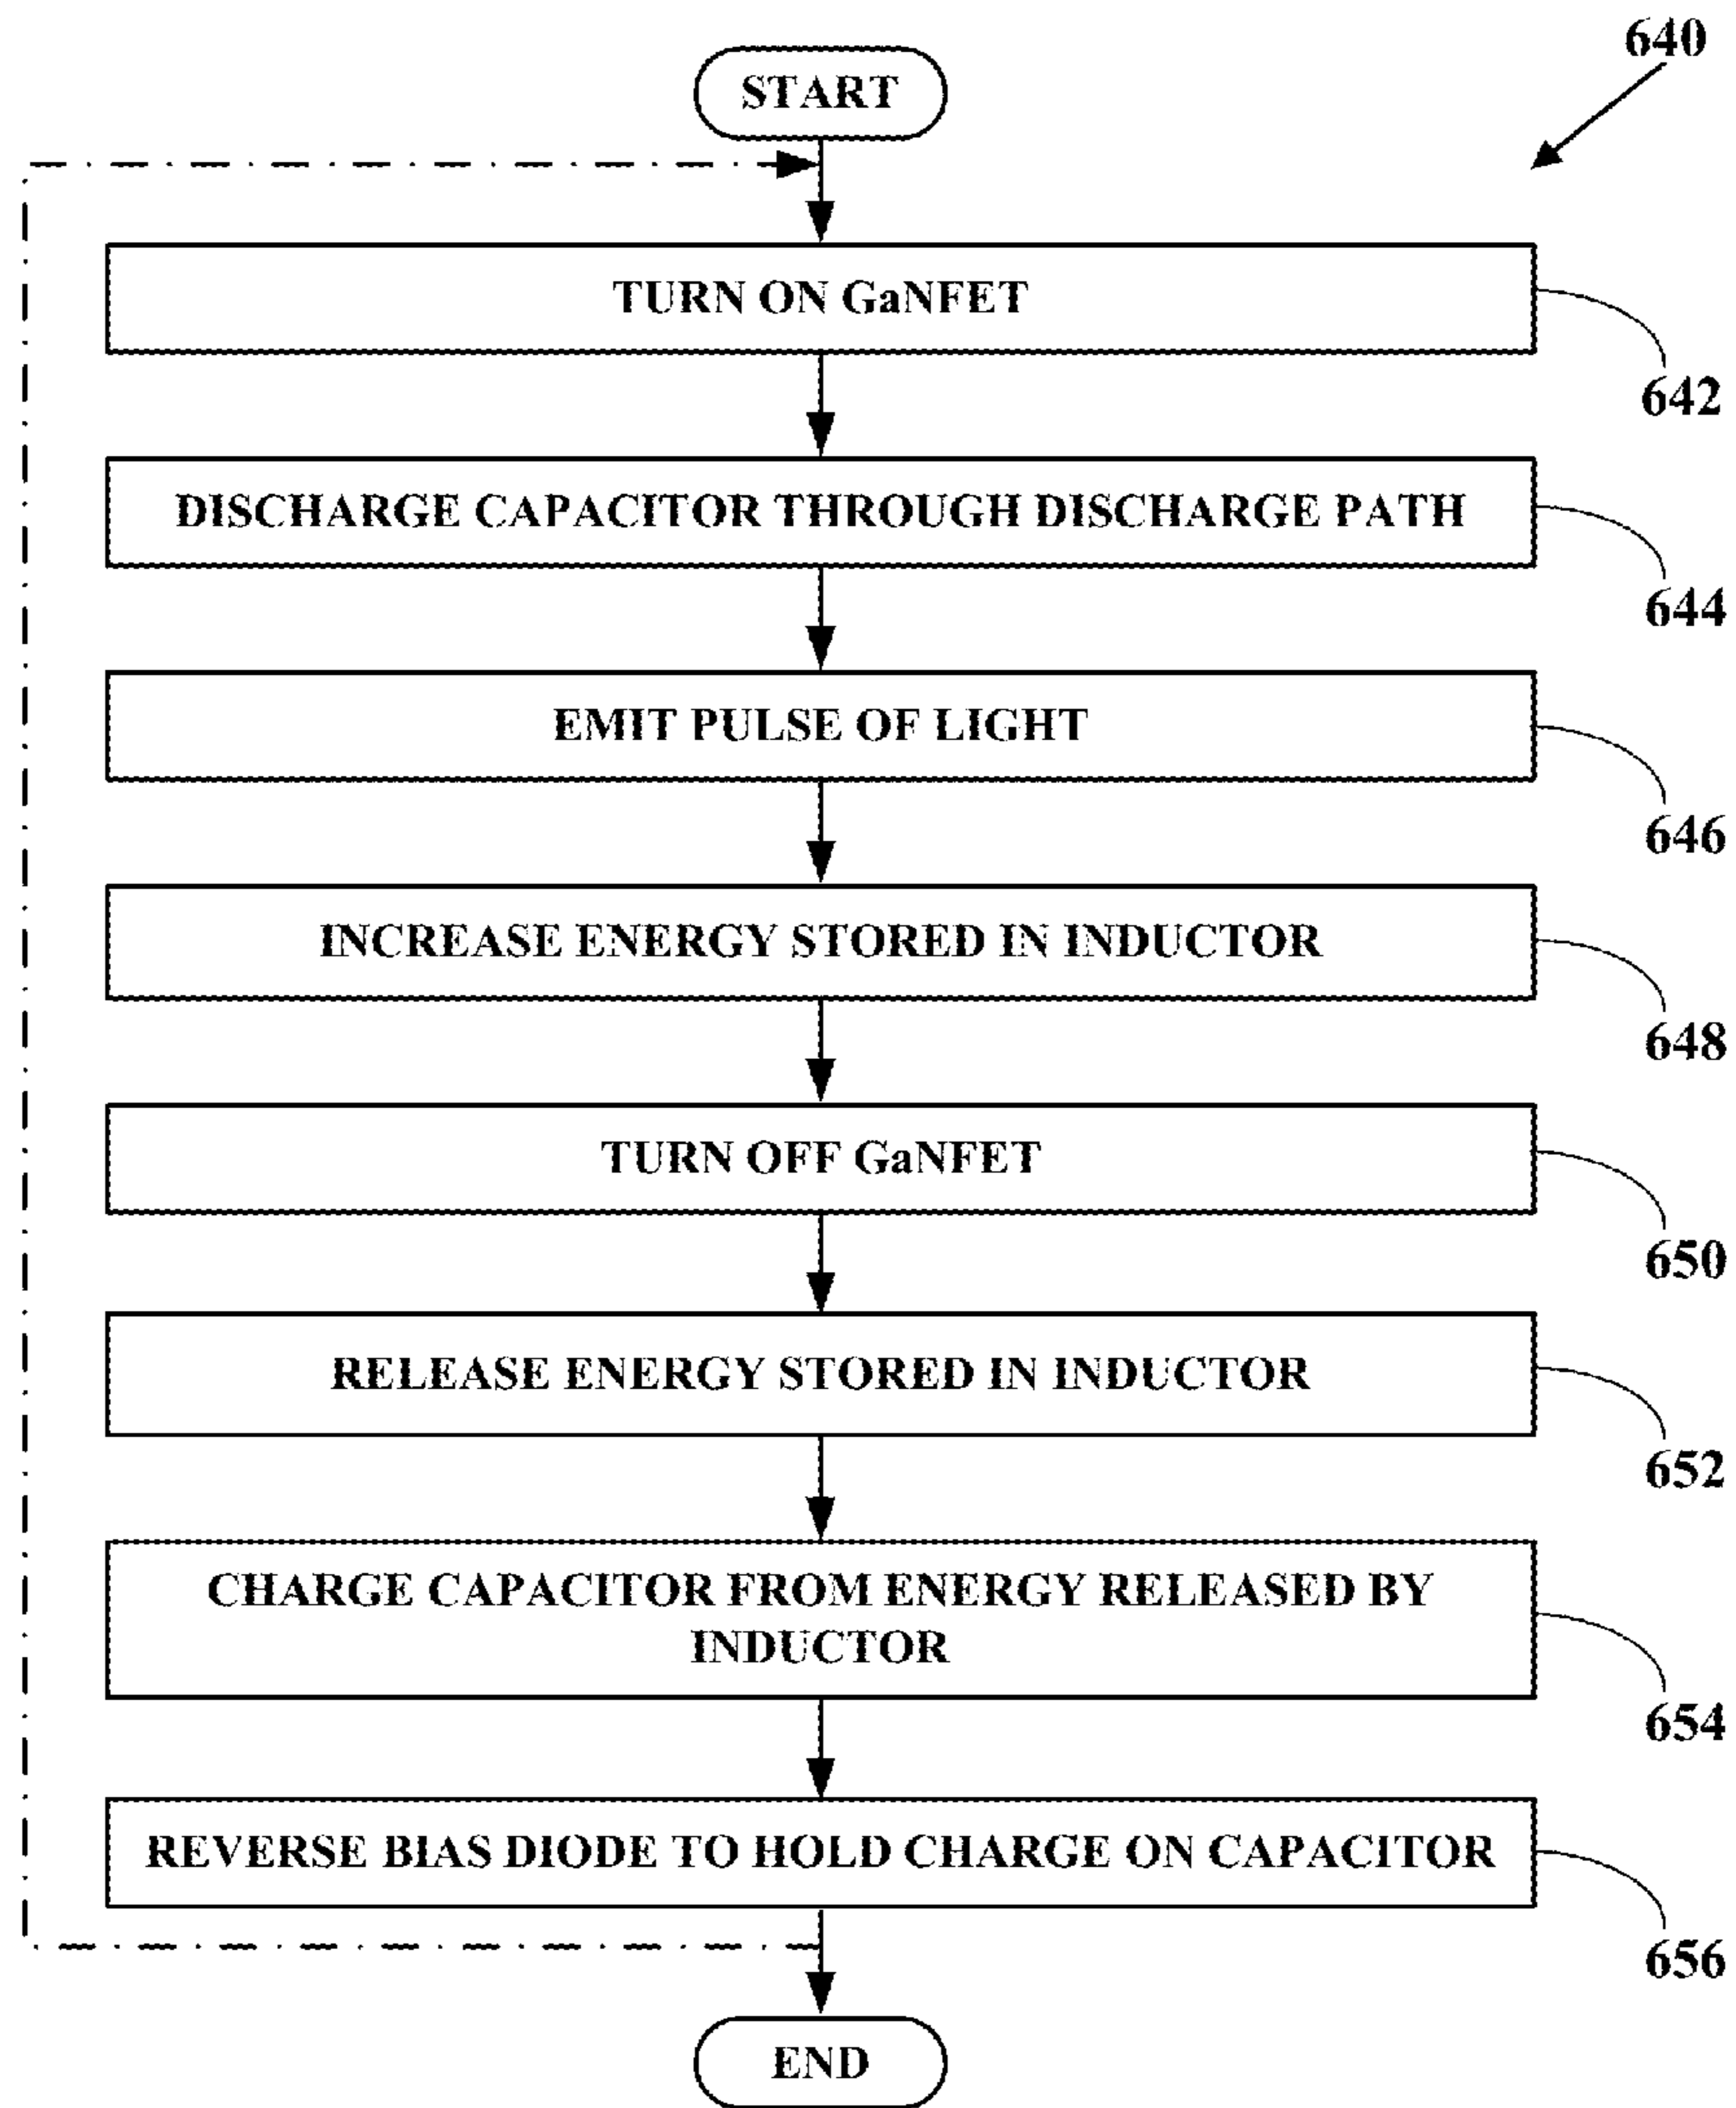 640
START
TURN ON GaNFET
642
DISCHARGE CAPACITOR THROUGH DISCHARGE PATH
644
EMIT PULSE OF LIGHT
646
INCREASE ENERGY STORED IN INDUCTOR
648
TURN OFF GaNFET
650
RELEASE ENERGY STORED IN INDUCTOR
652
CHARGE CAPACITOR FROM ENERGY RELEASED BY
INDUCTOR
654
REVERSE BIAS DIODE TO HOLD CHARGE ON CAPACITOR
656
END